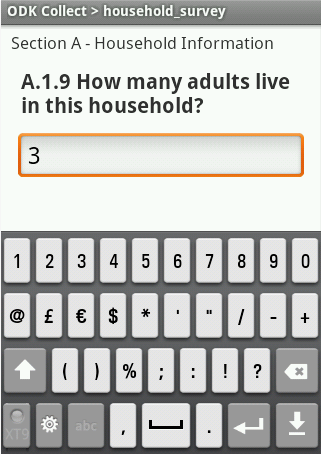 ODK Collect > household_survey
Section A - Household Information
A.1.9 How many adults live
in this household?
3
1 2 3 4 5 6 7 8 9 0
@ £ € $ * ' " / - +
( ) % ; : ! ?
XT9 abc , .